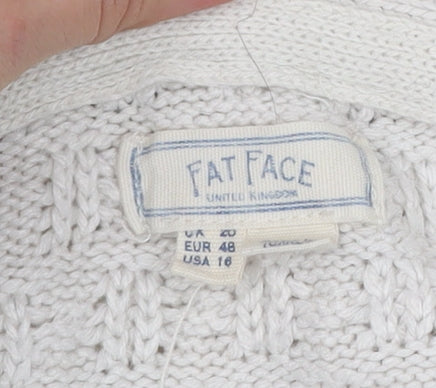 FAT FACE
UNITED KINGDOM
UK 20
EUR 48
USA 16